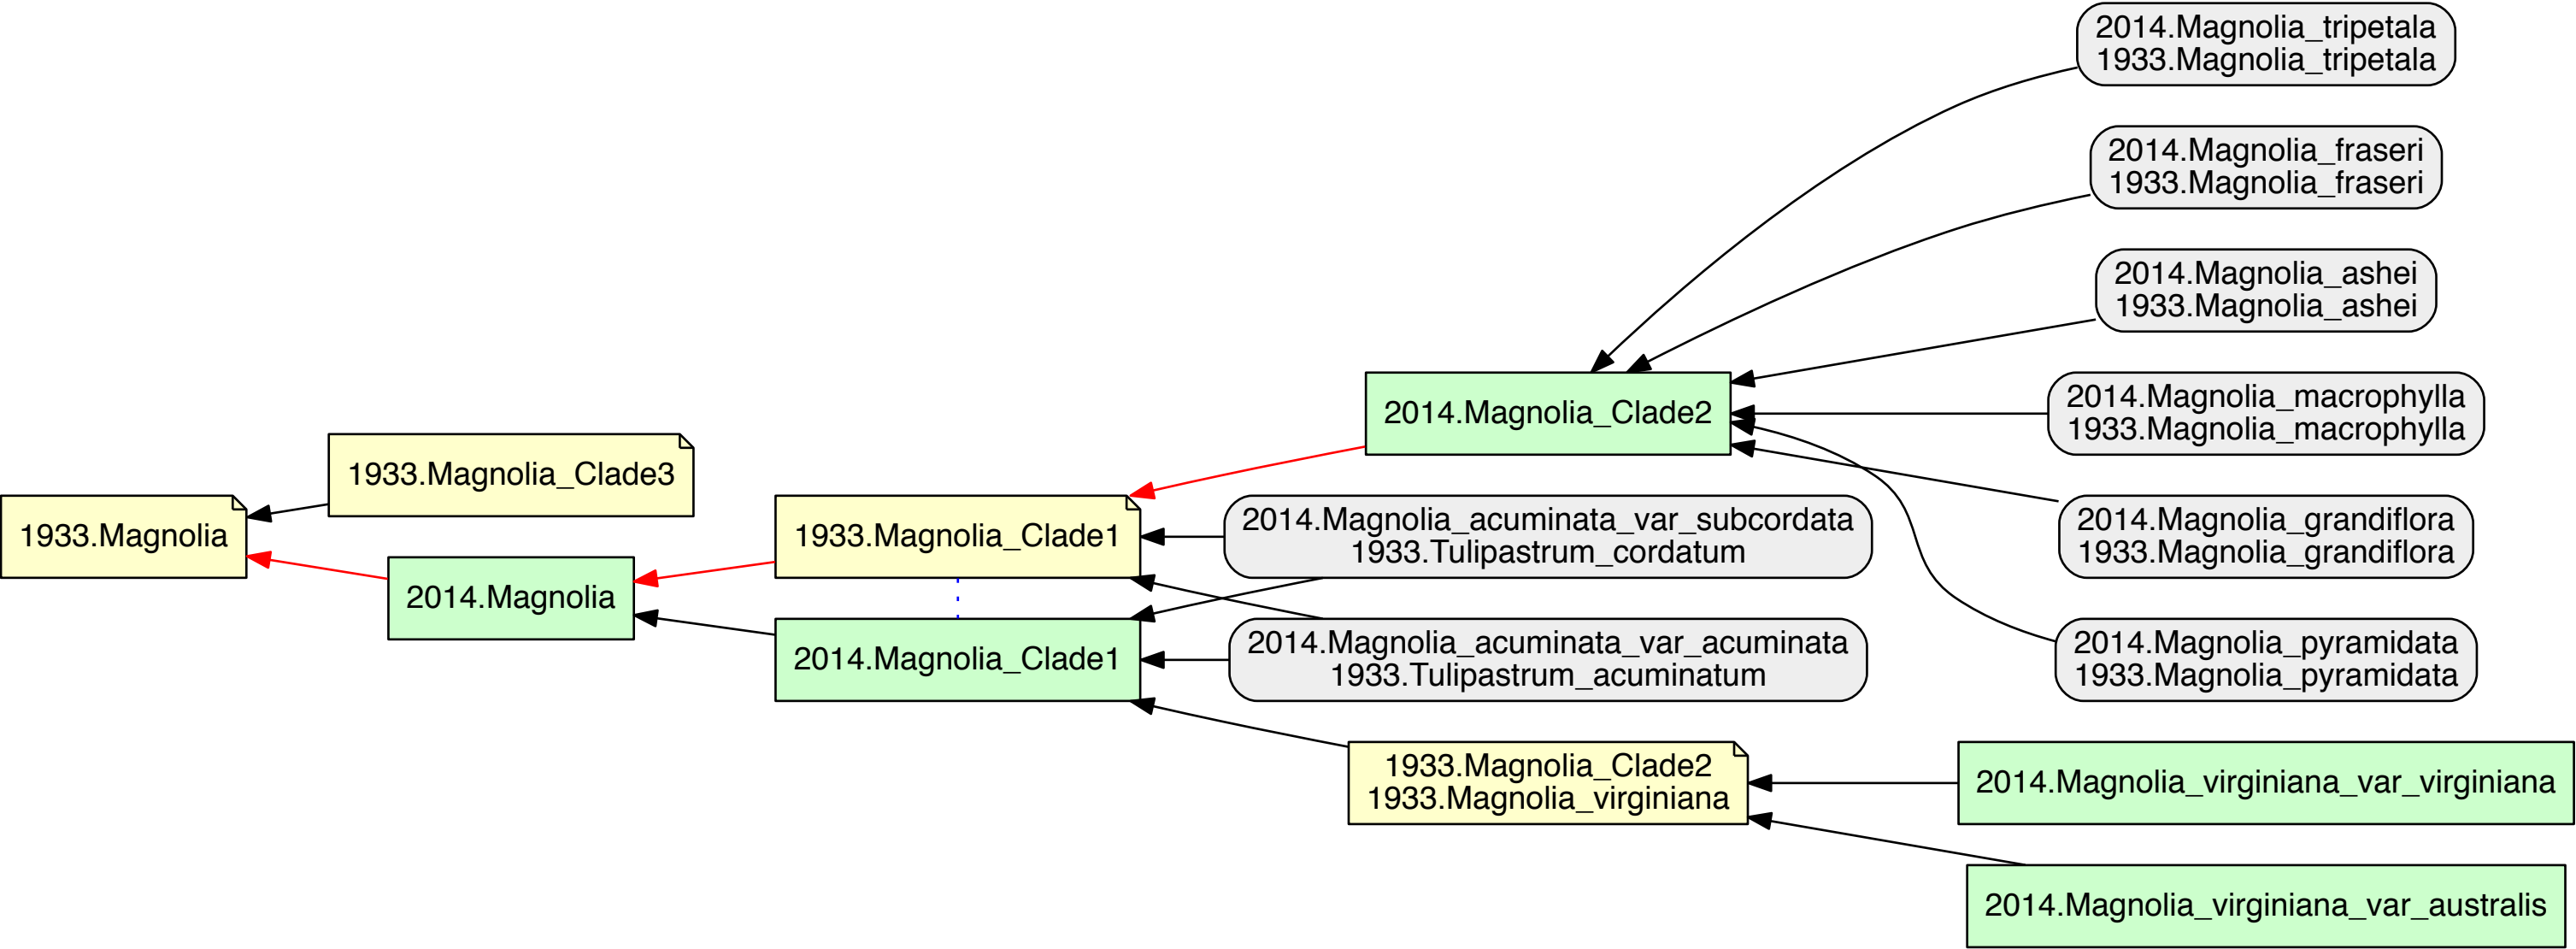 2014.Magnolia_tripetala
1933.Magnolia_tripetala
2014.Magnolia_fraseri
1933.Magnolia_fraseri
2014.Magnolia_ashei
1933.Magnolia_ashei
2014.Magnolia_Clade2
2014.Magnolia_macrophylla
1933.Magnolia_macrophylla
1933.Magnolia_Clade3
1933.Magnolia
1933.Magnolia_Clade1
2014.Magnolia_acuminata_var_subcordata
1933.Tulipastrum_cordatum
2014.Magnolia_grandiflora
1933.Magnolia_grandiflora
2014.Magnolia
2014.Magnolia_Clade1
2014.Magnolia_acuminata_var_acuminata
1933.Tulipastrum_acuminatum
2014.Magnolia_pyramidata
1933.Magnolia_pyramidata
1933.Magnolia_Clade2
1933.Magnolia_virginiana
2014.Magnolia_virginiana_var_virginiana
2014.Magnolia_virginiana_var_australis